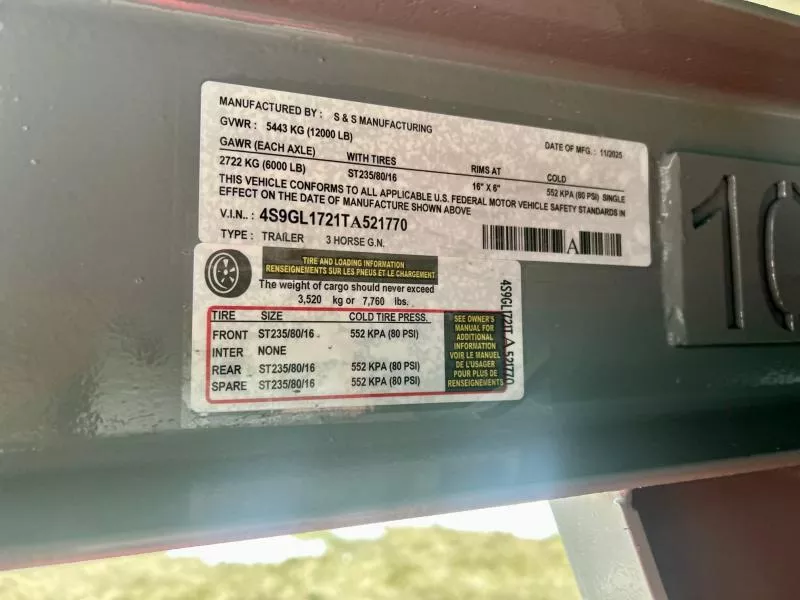 MANUFACTURED BY : S & S MANUFACTURING
GVWR : 5443 KG (12000 LB) DATE OF MFG. : 11/2025
GAWR (EACH AXLE) WITH TIRES RIMS AT COLD
2722 KG (6000 LB) ST235/80/16 16" X 6" 552 KPA (80 PSI) SINGLE
THIS VEHICLE CONFORMS TO ALL APPLICABLE U.S. FEDERAL MOTOR VEHICLE SAFETY STANDARDS IN
EFFECT ON THE DATE OF MANUFACTURE SHOWN ABOVE
V.I.N.. : 4S9GL1721TA521770
TYPE : TRAILER 3 HORSE G.N.
A
TIRE AND LOADING INFORMATION
RENSEIGNEMENTS SUR LES PNEUS ET LE CHARGEMENT
The weight of cargo should never exceed
3,520 kg or 7,760 lbs.
TIRE SIZE COLD TIRE PRESS.
FRONT ST235/80/16 552 KPA (80 PSI)
INTER NONE
REAR ST235/80/16 552 KPA (80 PSI)
SPARE ST235/80/16 552 KPA (80 PSI)
SEE OWNER'S
MANUAL FOR
ADDITIONAL
INFORMATION
VOIR LE MANUEL
DE L'USAGER
POUR PLUS DE
RENSEIGNEMENTS
4S9GL1721T A 521770
10